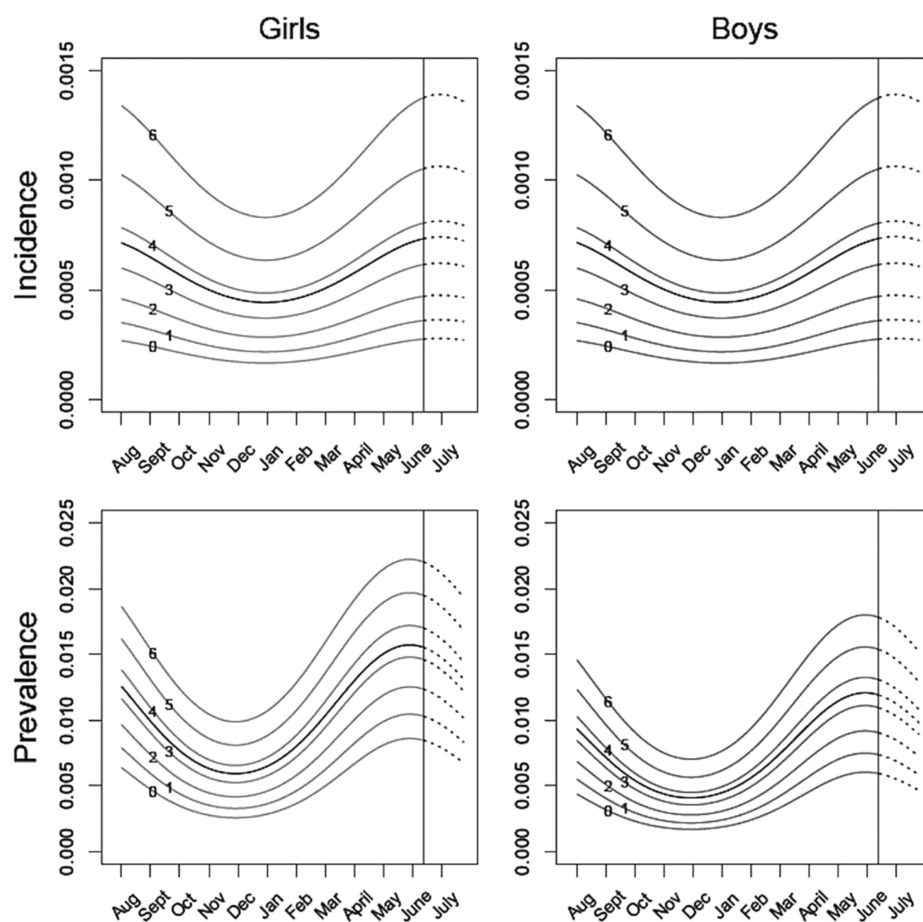 Girls
Boys
Incidence
0.0000 0.0005 0.0010 0.0015
6
5
4
3
2
1
0
Aug Sept Oct Nov Dec Jan Feb Mar April May June July
0.0000 0.0005 0.0010 0.0015
6
5
4
3
2
1
0
Aug Sept Oct Nov Dec Jan Feb Mar April May June July
Prevalence
0.000 0.005 0.010 0.015 0.020 0.025
6
5
4
3
2
1
0
Aug Sept Oct Nov Dec Jan Feb Mar April May June July
0.000 0.005 0.010 0.015 0.020 0.025
6
5
4
3
2
1
0
Aug Sept Oct Nov Dec Jan Feb Mar April May June July